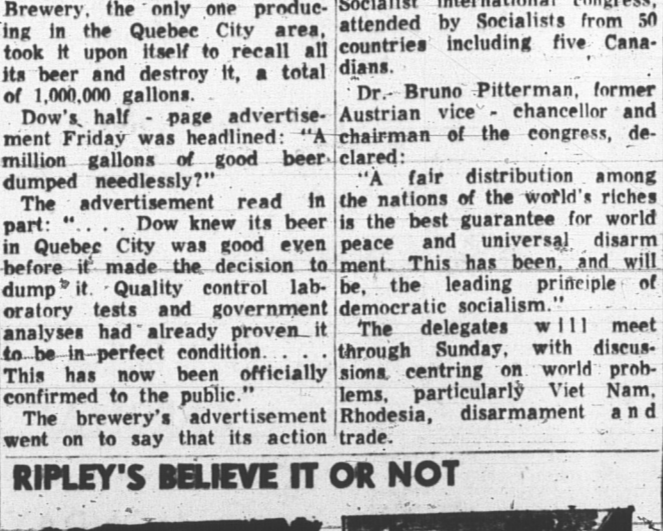 Brewery, the only one produc-
ing in the Quebec City area,
took it upon itself to recall all
its beer and destroy it, a total
of 1,000,000 gallons.
Dow's half - page advertise-
ment Friday was headlined: "A
million gallons of good beer
dumped needlessly?"
The advertisement read in
part: ". . . . Dow knew its beer
in Quebec City was good even
before it made the decision to
dump it. Quality control lab-
oratory tests and government
analyses had already proven it
to be in perfect condition. . . .
This has now been officially
confirmed to the public."
The brewery's advertisement
went on to say that its action
Socialist International congress,
attended by Socialists from 50
countries including five Cana-
dians.
Dr. Bruno Pitterman, former
Austrian vice - chancellor and
chairman of the congress, de-
clared:
"A fair distribution among
the nations of the world's riches
is the best guarantee for world
peace and universal disarm
ment. This has been, and will
be, the leading principle of
democratic socialism."
The delegates will meet
through Sunday, with discus-
sions centring on world prob-
lems, particularly Viet Nam,
Rhodesia, disarmament and
trade.
RIPLEY'S BELIEVE IT OR NOT